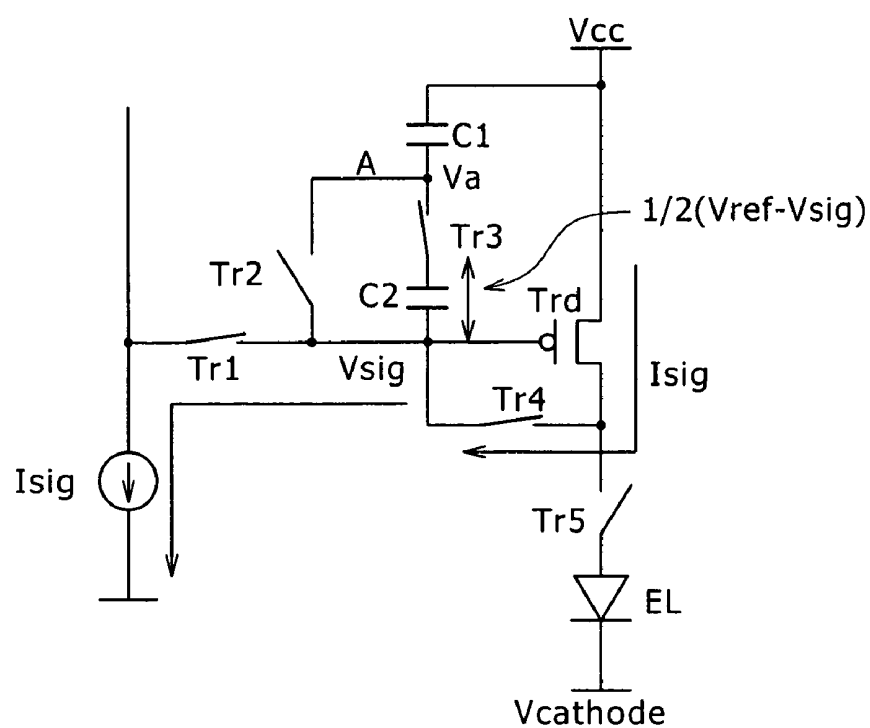 Vcc
C1
A
Va
1/2(Vref-Vsig)
Tr3
Tr2
C2
Trd
Tr1
Vsig
Isig
Tr4
Isig
Tr5
EL
Vcathode